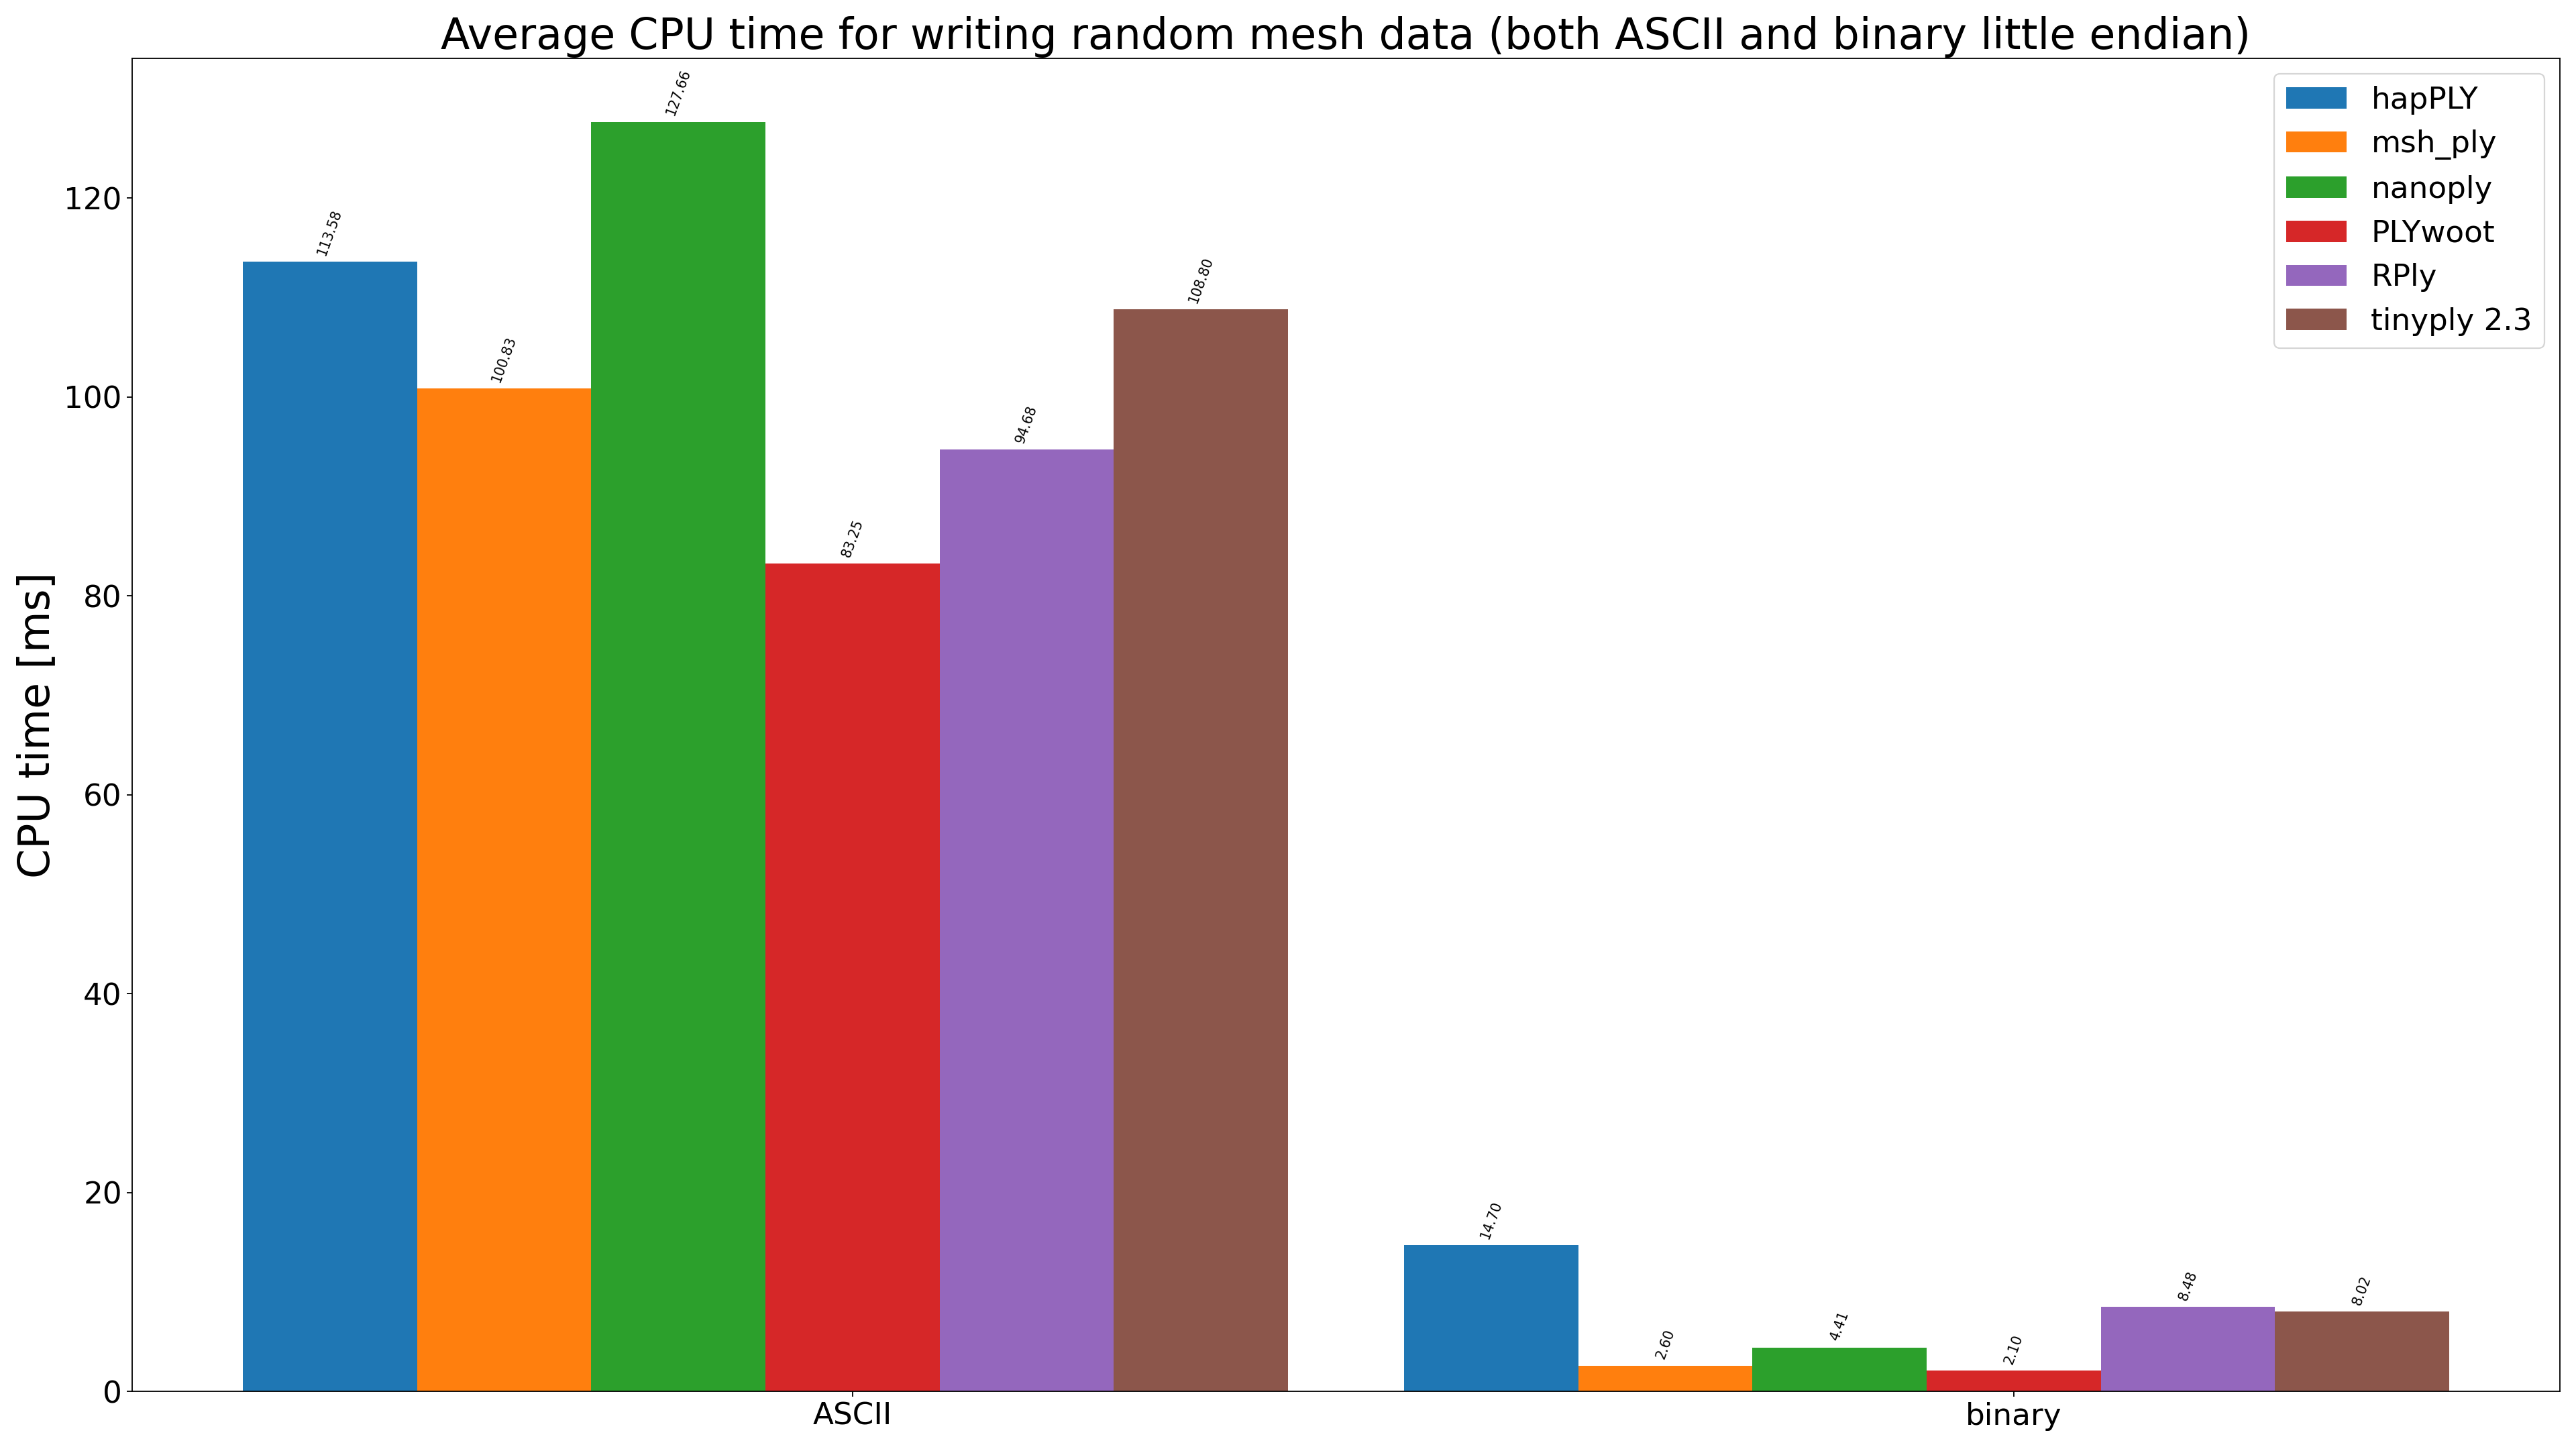 Average CPU time for writing random mesh data (both ASCII and binary little endian)
CPU time [ms]
120
100
80
60
40
20
0
113.58
100.83
127.66
83.25
94.68
108.80
14.70
2.60
4.41
2.10
8.48
8.02
ASCII
binary
hapPLY
msh_ply
nanoply
PLYwoot
RPly
tinyply 2.3